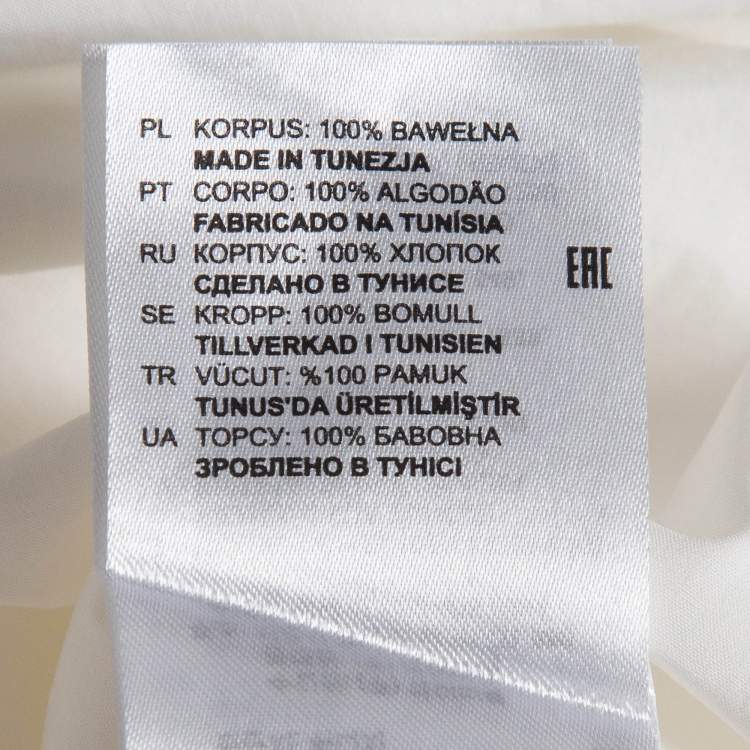 PL KORPUS: 100% BAWEŁNA
MADE IN TUNEZJA
PT CORPO: 100% ALGODÃO
FABRICADO NA TUNÍSIA
RU КОРПУС: 100% ХЛОПОК
СДЕЛАНО В ТУНИСЕ
EAC
SE KROPP: 100% BOMULL
TILLVERKAD I TUNISIEN
TR VÜCUT: %100 PAMUK
TUNUS'DA ÜRETİLMİŞTİR
UA ТОРСУ: 100% БАВОВНА
ЗРОБЛЕНО В ТУНІСІ